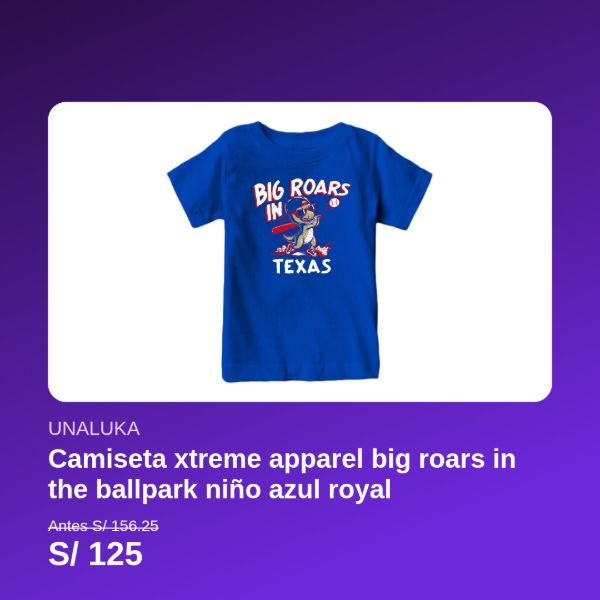 BIG ROARS
IN
TEXAS
UNALUKA
Camiseta xtreme apparel big roars in
the ballpark niño azul royal
Antes S/ 156.25
S/ 125